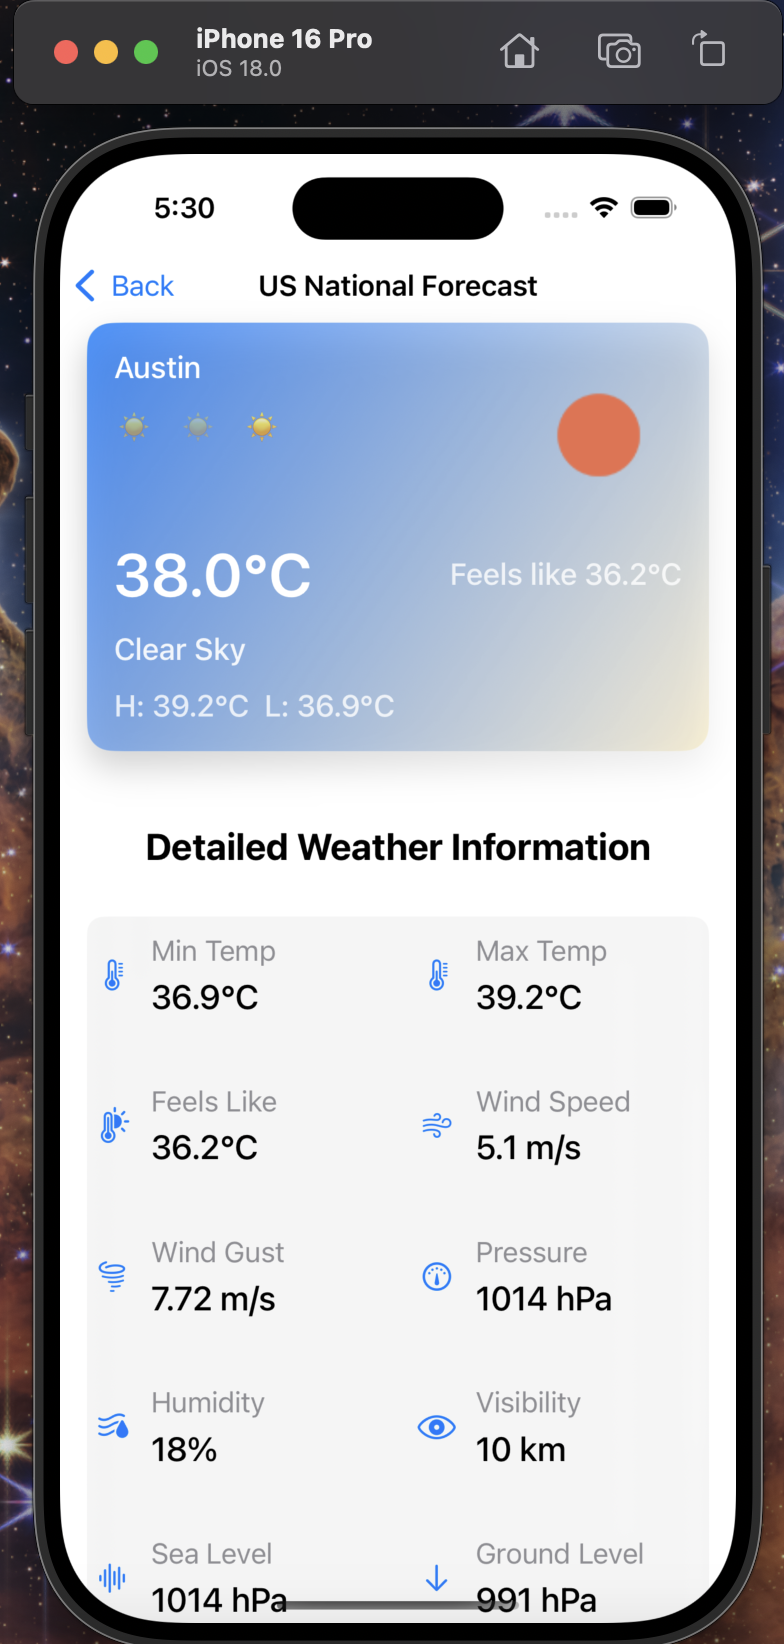 iPhone 16 Pro
iOS 18.0
5:30
Back US National Forecast
Austin
38.0°C Feels like 36.2°C
Clear Sky
H: 39.2°C L: 36.9°C
Detailed Weather Information
Min Temp Max Temp
36.9°C 39.2°C
Feels Like Wind Speed
36.2°C 5.1 m/s
Wind Gust Pressure
7.72 m/s 1014 hPa
Humidity Visibility
18% 10 km
Sea Level Ground Level
1014 hPa 991 hPa